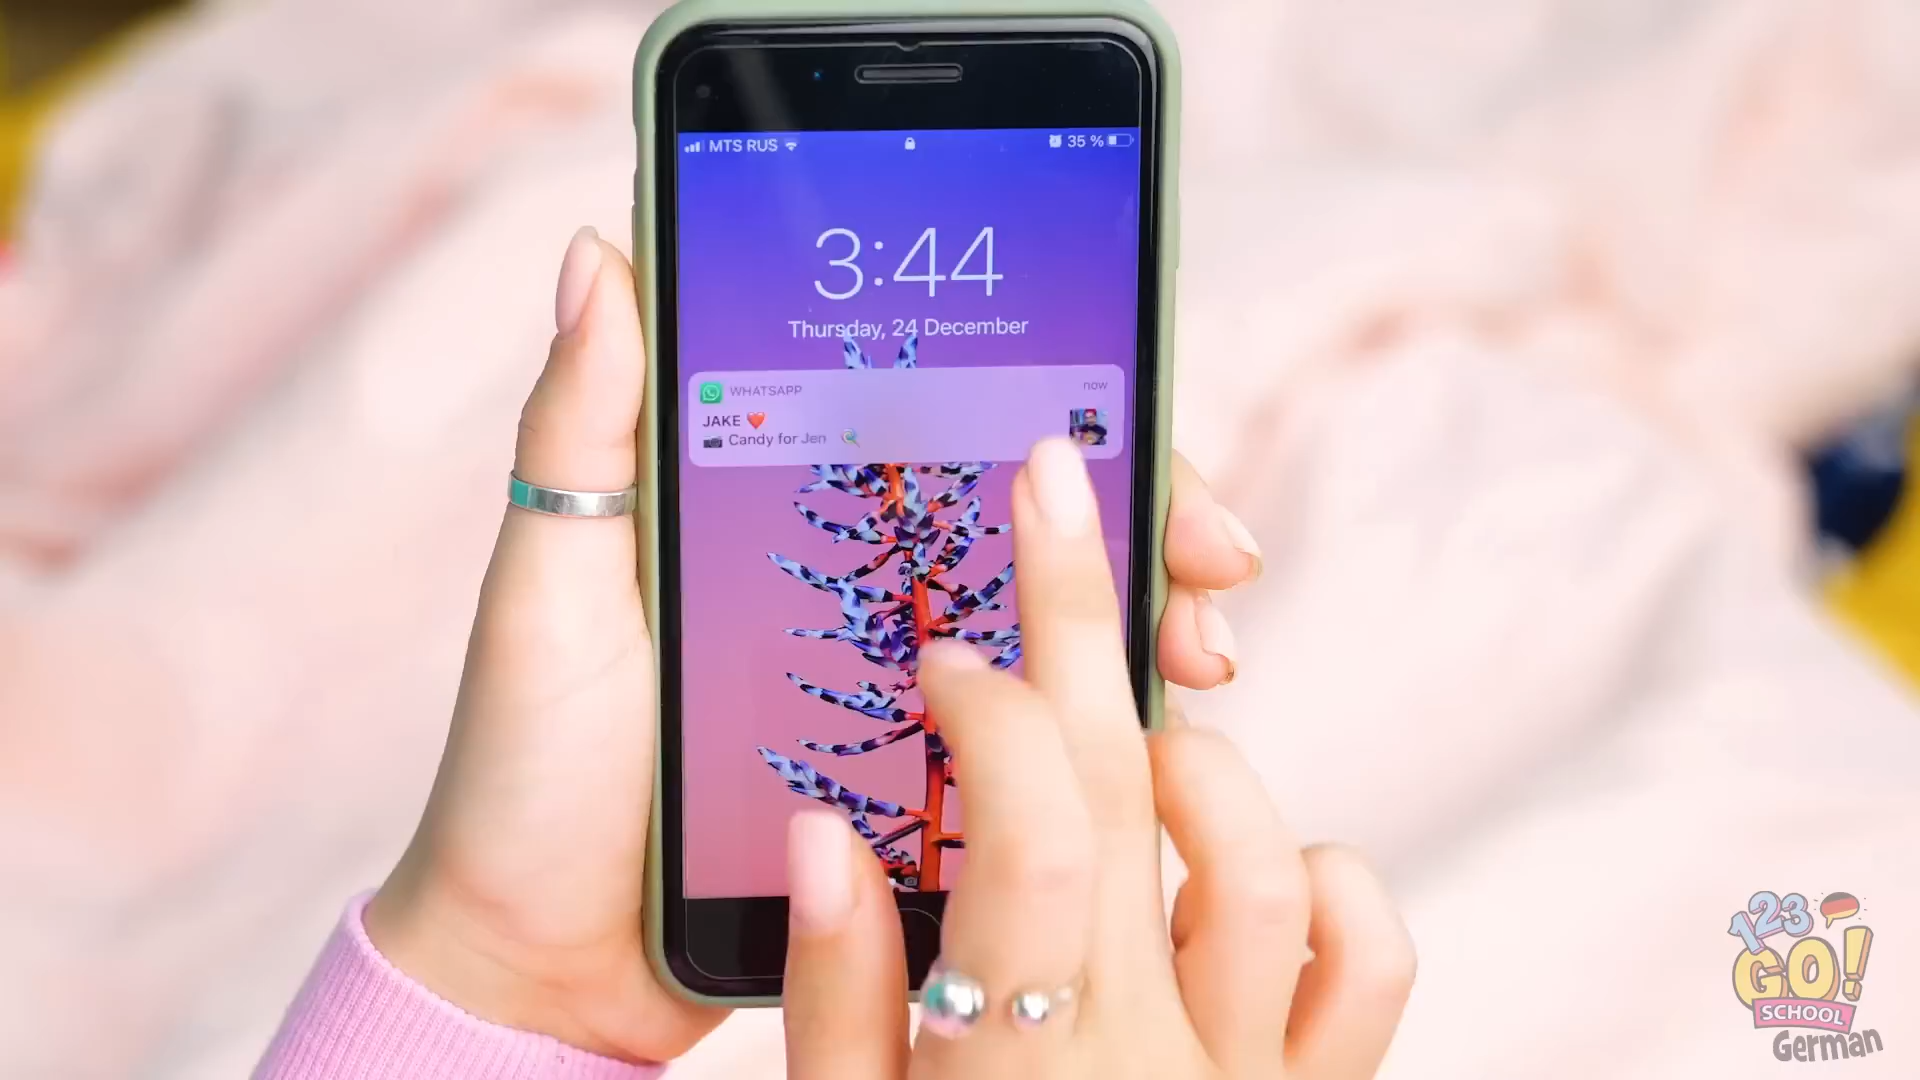 MTS RUS
35 %
3:44
Thursday, 24 December
WHATSAPP
now
JAKE ❤️
📷 Candy for Jen 🍭
123
GO!
SCHOOL
German